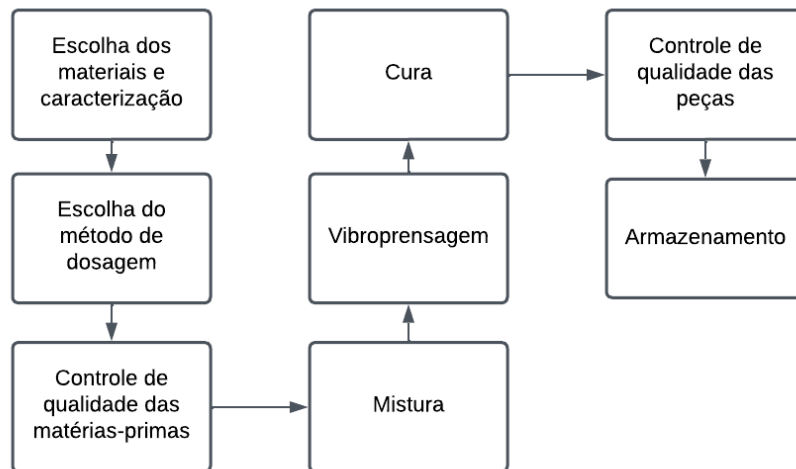 Escolha dos
materiais e
caracterização
Escolha do
método de
dosagem
Controle de
qualidade das
matérias-primas
Mistura
Vibroprensagem
Cura
Controle de
qualidade das
peças
Armazenamento